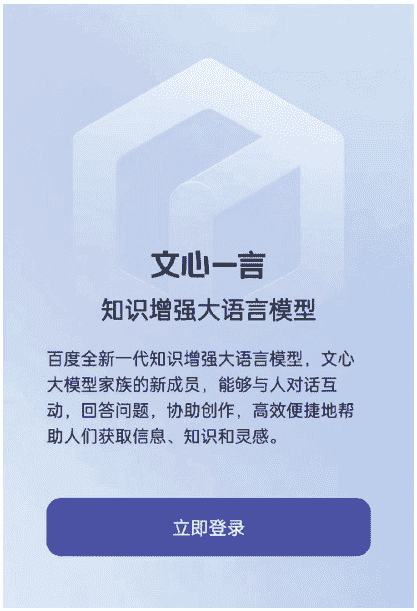 文心一言
知识增强大语言模型
百度全新一代知识增强大语言模型，文心
大模型家族的新成员，能够与人对话互
动，回答问题，协助创作，高效便捷地帮
助人们获取信息、知识和灵感。
立即登录